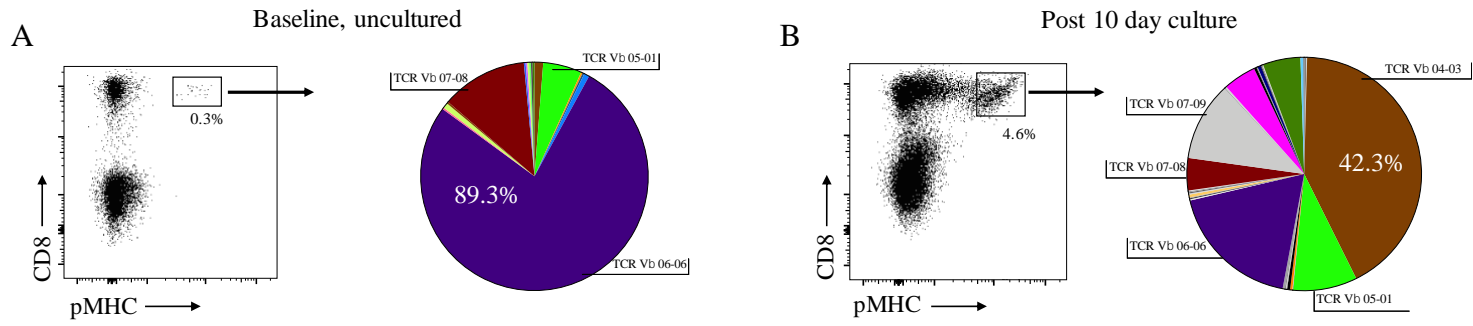 Baseline, uncultured
Post 10 day culture
A
B
TCR Vb 05-01
TCR Vb 07-08
0.3%
89.3%
TCR Vb 06-06
CD8
pMHC
TCR Vb 04-03
TCR Vb 07-09
4.6%
42.3%
TCR Vb 07-08
TCR Vb 06-06
TCR Vb 05-01
CD8
pMHC